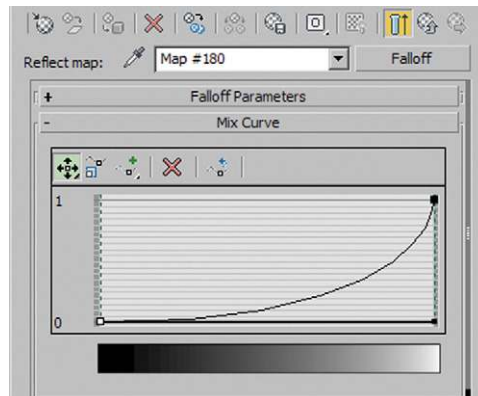 Reflect map: Map #180 Falloff
+ Falloff Parameters
- Mix Curve
1
0